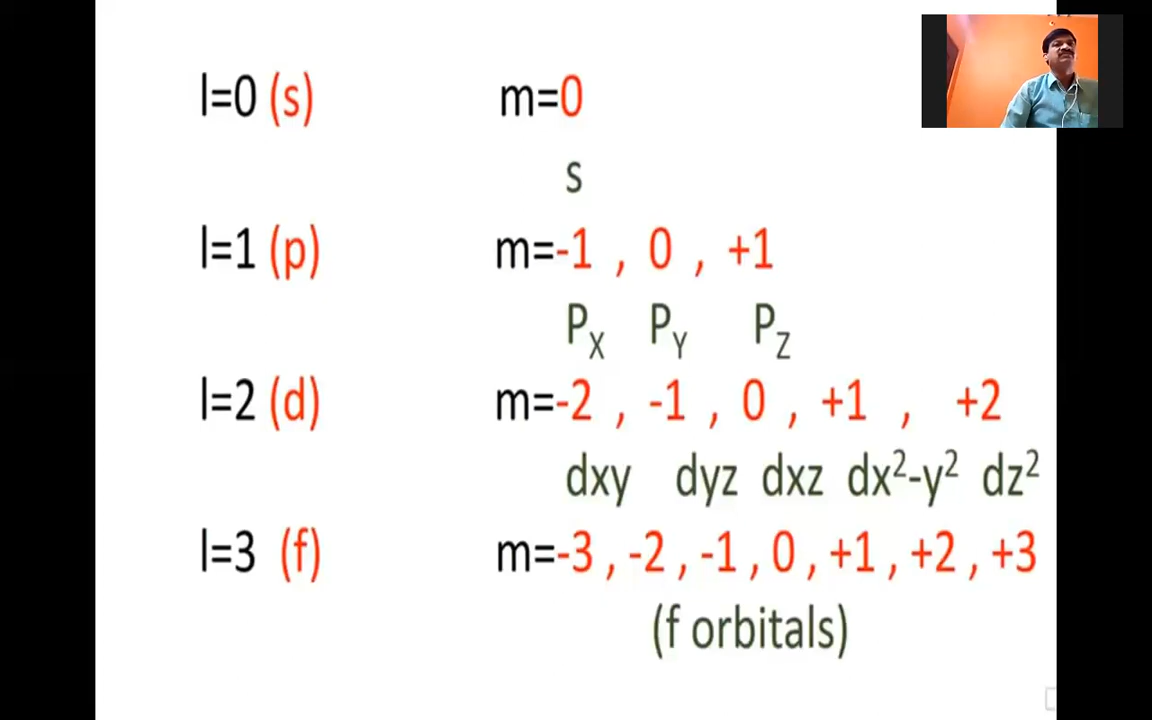 l=0 (s) m=0
s
l=1 (p) m=-1 , 0 , +1
PX PY PZ
l=2 (d) m=-2 , -1 , 0 , +1 , +2
dxy dyz dxz dx²-y² dz²
l=3 (f) m=-3 , -2 , -1 , 0 , +1 , +2 , +3
(f orbitals)